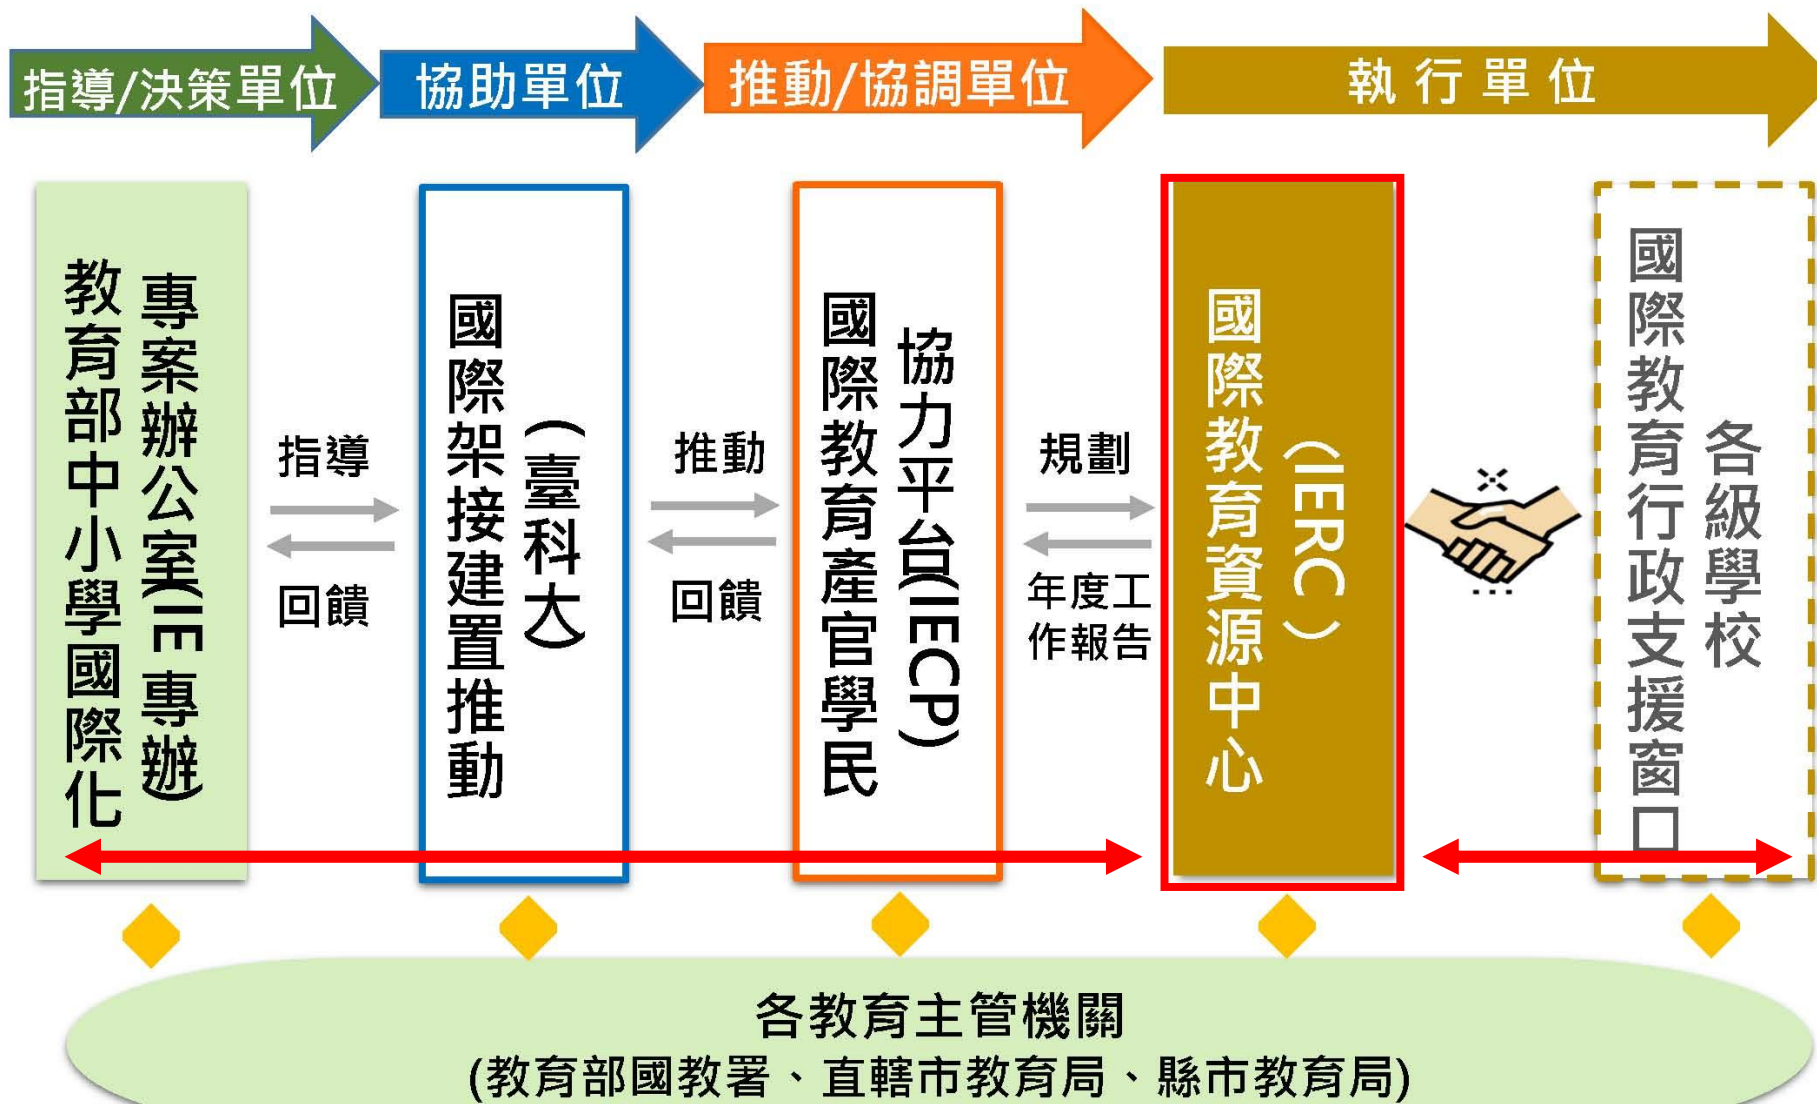 指導/決策單位
協助單位
推動/協調單位
執行單位
教育部中小學國際化
專案辦公室(IE專辦)
指導
回饋
國際架接建置推動
(臺科大)
推動
回饋
國際教育產官學民
協力平台(IECP)
規劃
年度工
作報告
國際教育資源中心
(IERC)
各級學校
國際教育行政支援窗口
各教育主管機關
(教育部國教署、直轄市教育局、縣市教育局)